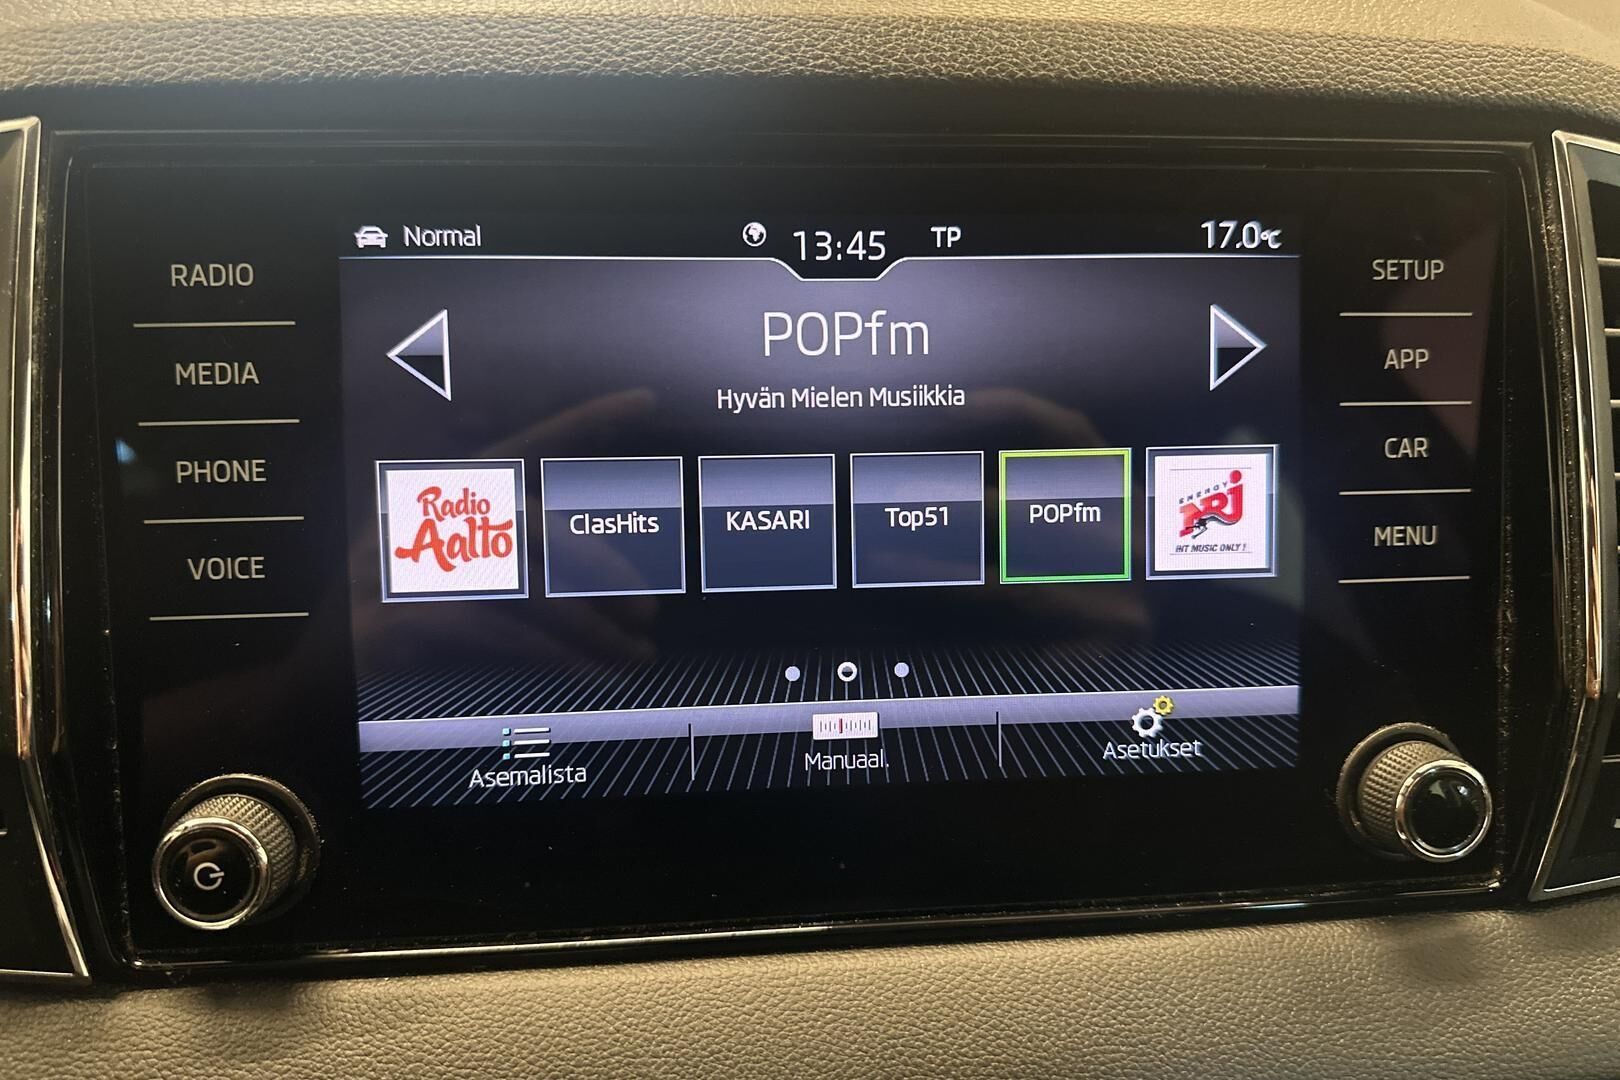 Normal
13:45
TP
17.0°C
RADIO
MEDIA
PHONE
VOICE
POPfm
Hyvän Mielen Musiikkia
Radio
Aalto
ClasHits
KASARI
Top51
POPfm
ENERGY
NRJ
HIT MUSIC ONLY !
Asemalista
Manuaal.
Asetukset
SETUP
APP
CAR
MENU